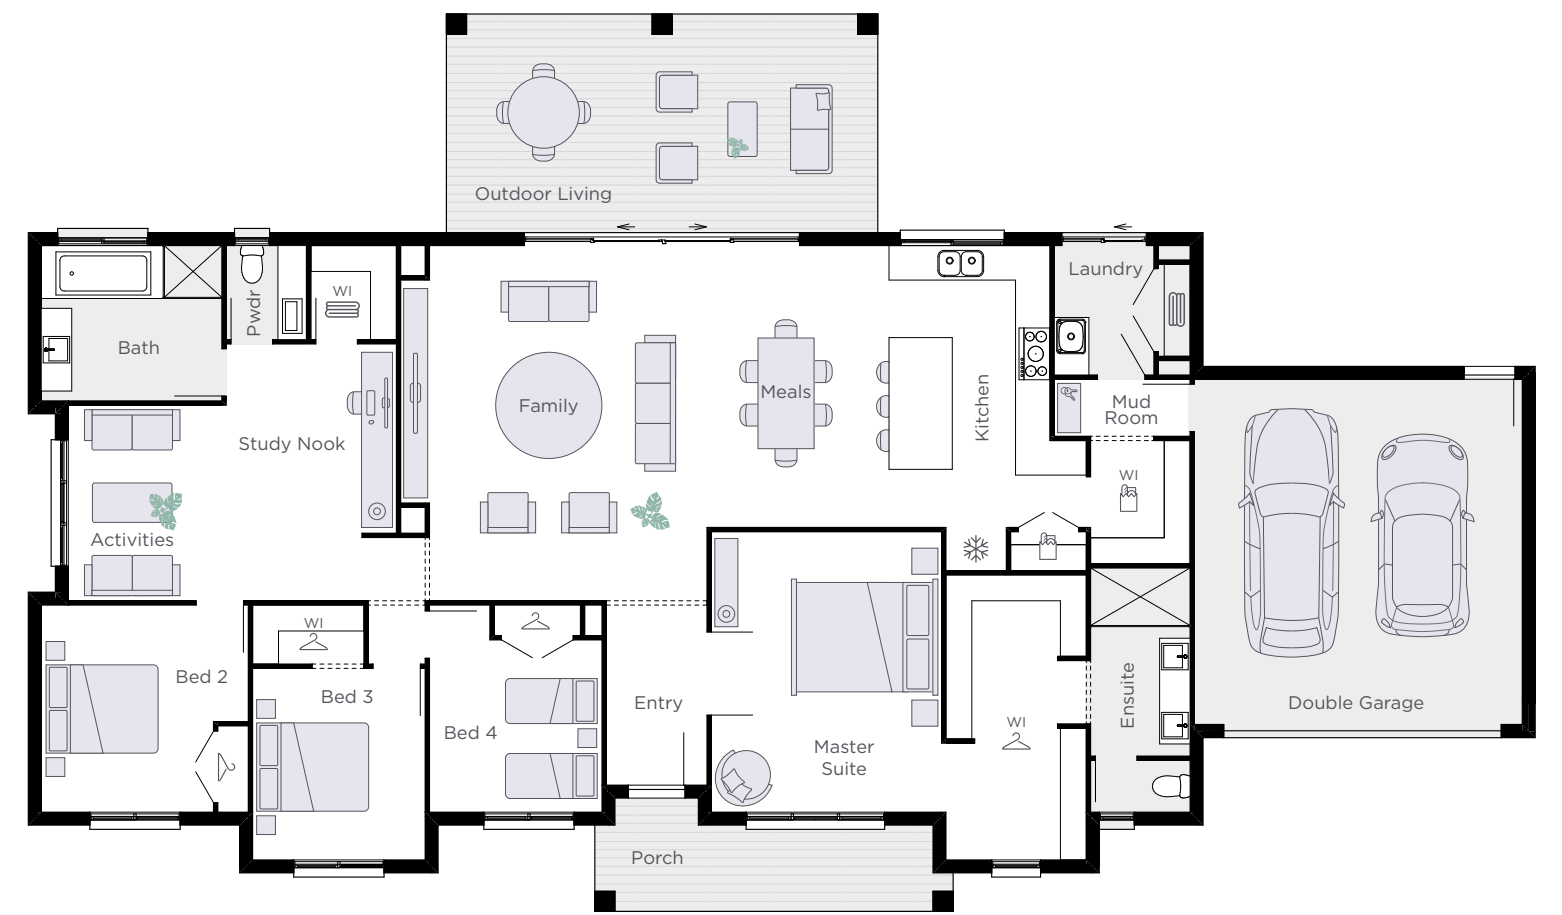 Outdoor Living
Laundry
WI
Pwdr
Bath
Meals
Mud
Room
Family
Kitchen
Study Nook
WI
Activities
WI
Bed 2
Bed 3
Entry
Ensuite
Double Garage
Bed 4
WI
Master
Suite
Porch